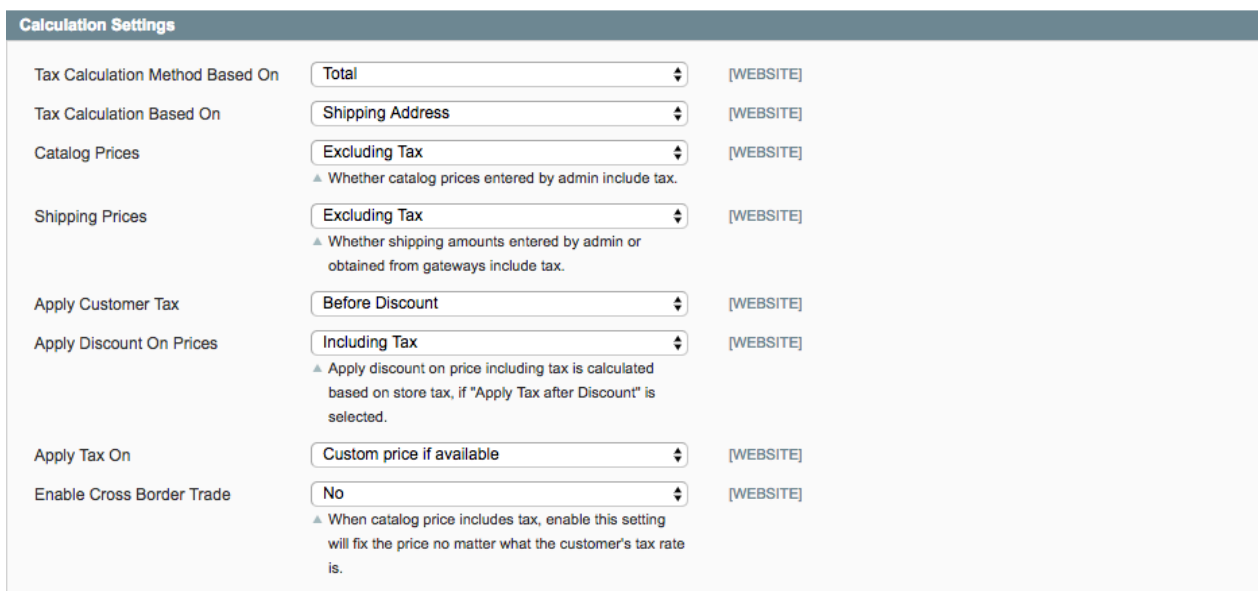 Calculation Settings
Tax Calculation Method Based On Total [WEBSITE]
Tax Calculation Based On Shipping Address [WEBSITE]
Catalog Prices Excluding Tax [WEBSITE]
Whether catalog prices entered by admin include tax.
Shipping Prices Excluding Tax [WEBSITE]
Whether shipping amounts entered by admin or
obtained from gateways include tax.
Apply Customer Tax Before Discount [WEBSITE]
Apply Discount On Prices Including Tax [WEBSITE]
Apply discount on price including tax is calculated
based on store tax, if "Apply Tax after Discount" is
selected.
Apply Tax On Custom price if available [WEBSITE]
Enable Cross Border Trade No [WEBSITE]
When catalog price includes tax, enable this setting
will fix the price no matter what the customer's tax rate
is.